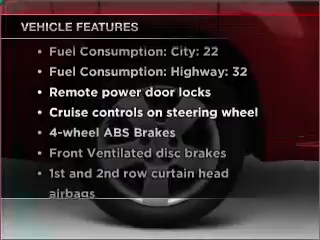 VEHICLE FEATURES
• Fuel Consumption: City: 22
• Fuel Consumption: Highway: 32
• Remote power door locks
• Cruise controls on steering wheel
• 4-wheel ABS Brakes
• Front Ventilated disc brakes
• 1st and 2nd row curtain head
airbags